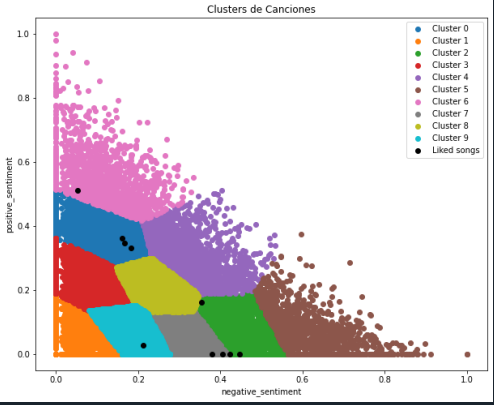 Clusters de Canciones
Cluster 0
Cluster 1
Cluster 2
Cluster 3
Cluster 4
Cluster 5
Cluster 6
Cluster 7
Cluster 8
Cluster 9
Liked songs
positive_sentiment
1.0
0.8
0.6
0.4
0.2
0.0
0.0 0.2 0.4 0.6 0.8 1.0
negative_sentiment